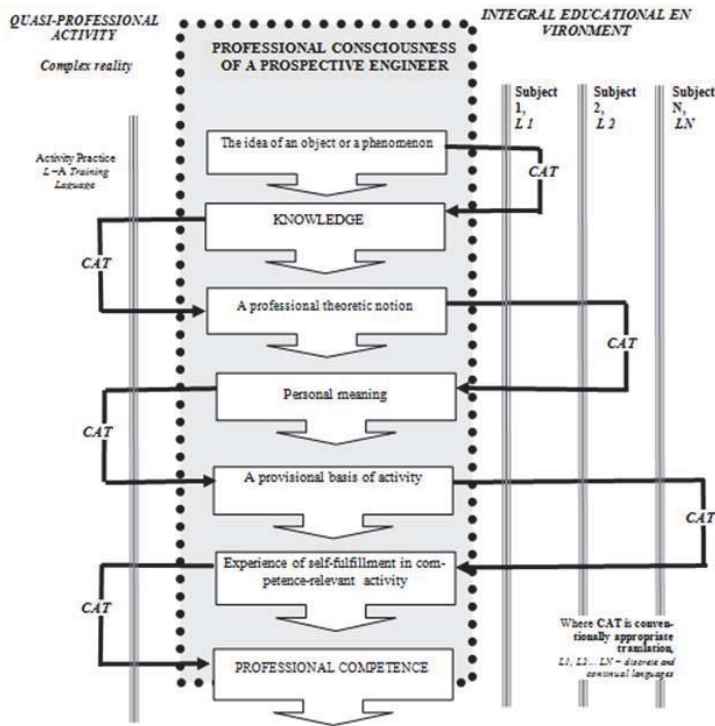 QUASI-PROFESSIONAL
ACTIVITY
Complex reality
PROFESSIONAL CONSCIOUSNESS
OF A PROSPECTIVE ENGINEER
INTEGRAL EDUCATIONAL EN
VIRONMENT
Subject
1,
L 1
Subject
2,
L 2
Subject
N,
LN
Activity Practice
L–A Training
Laguage
The idea of an object or a phenomenon
CAT
KNOWLEDGE
CAT
A professional theoretic notion
CAT
Personal meaning
CAT
A provisional basis of activity
CAT
Experience of self-fulfillment in com-
petence-relevant activity
CAT
PROFESSIONAL COMPETENCE
Where CAT is conven-
tionally appropriate
translation,
L1, L2... LN – discrete and
continual languages